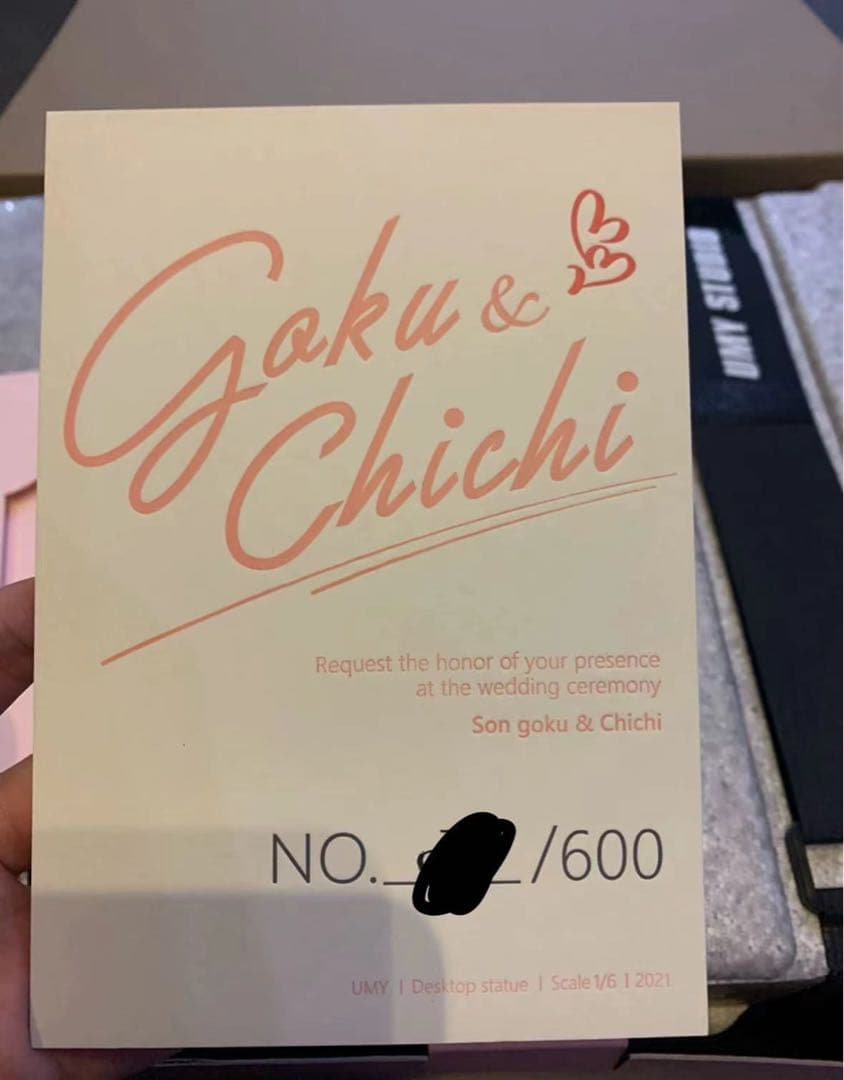 Goku &
Chichi
UMY STUDIO
Request the honor of your presence
at the wedding ceremony
Son goku & Chichi
NO. /600
UMY | Desktop statue | Scale 1/6 | 2021